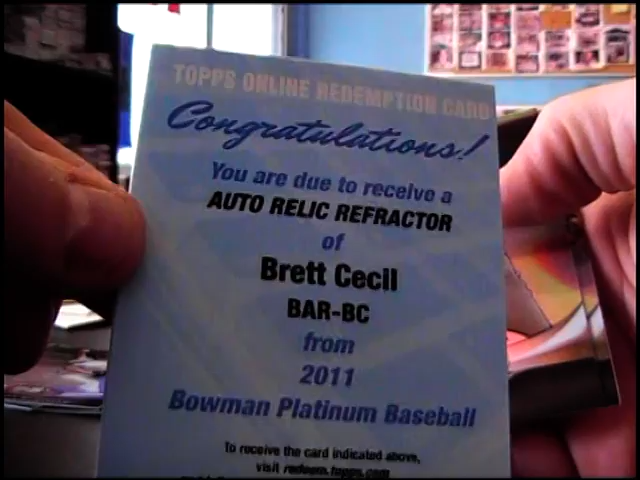 TOPPS ONLINE REDEMPTION CARD
Congratulations!
You are due to receive a
AUTO RELIC REFRACTOR
of
Brett Cecil
BAR-BC
from
2011
Bowman Platinum Baseball
To receive the card indicated above,
visit redeem.topps.com